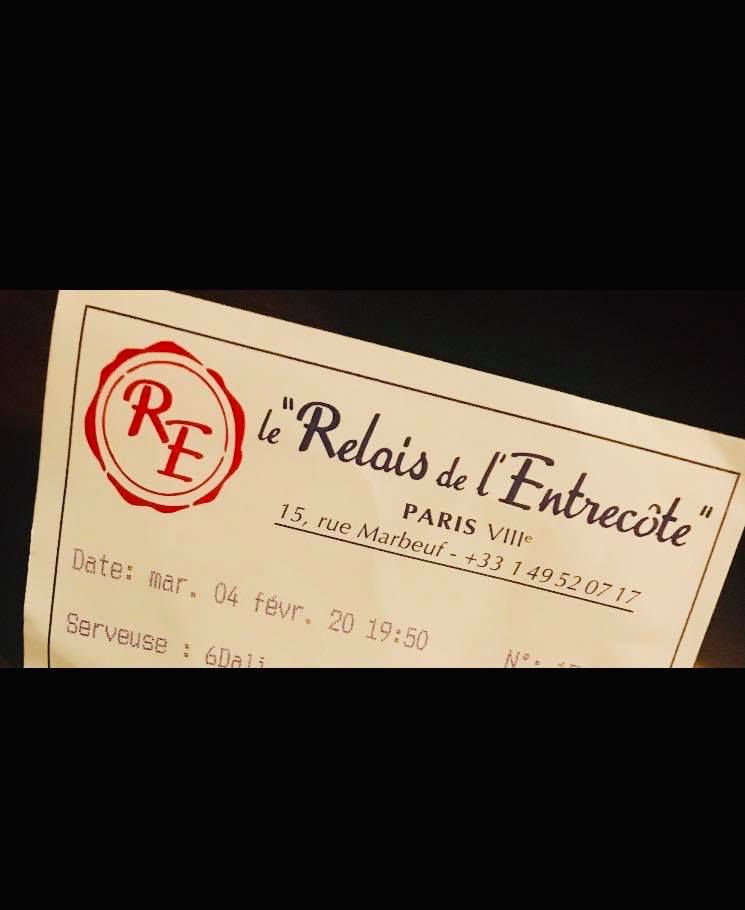 RE
le "Relais de l'Entrecôte"
PARIS VIIIe
15, rue Marbeuf - +33 1 49 52 07 17
Date: mar. 04 févr. 20 19:50
Serveuse : 6Dali N°: